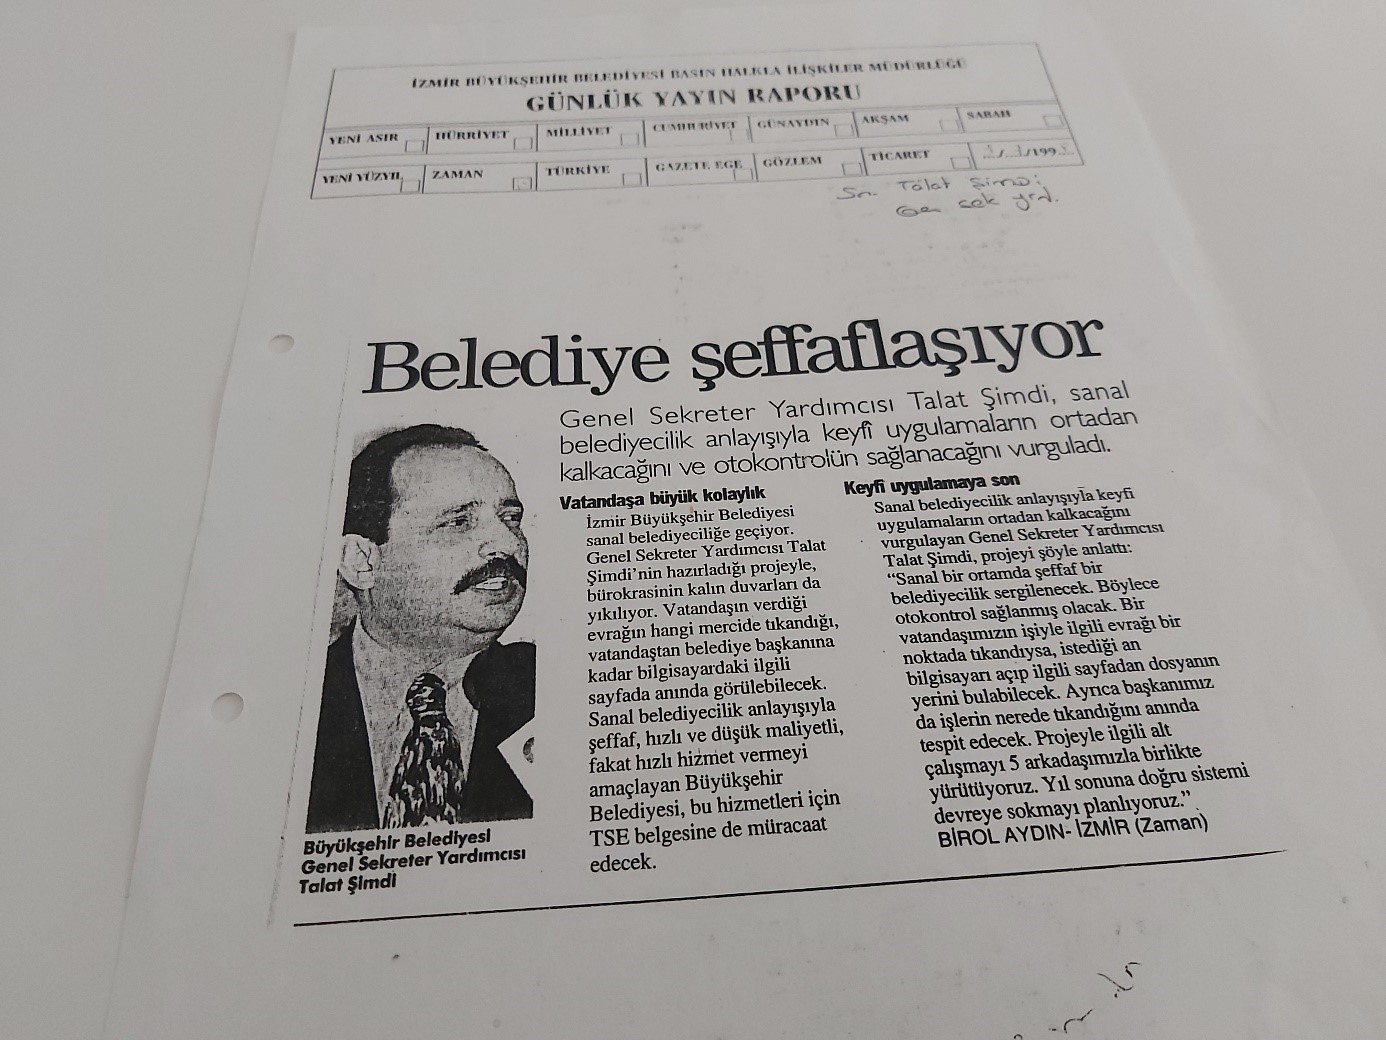 İZMİR BÜYÜKŞEHİR BELEDİYESİ BASIN HALKLA İLİŞKİLER MÜDÜRLÜĞÜ
GÜNLÜK YAYIN RAPORU
YENİ ASIR HÜRRİYET MİLLİYET CUMHURİYET GÜNAYDIN AKŞAM SABAH
YENİ YÜZYIL ZAMAN TÜRKİYE GAZETE EGE GÖZLEM TİCARET /199
Sn. Talat Şimdi
Gen sek yrd.
Belediye şeffaflaşıyor
Genel Sekreter Yardımcısı Talat Şimdi, sanal
belediyecilik anlayışıyla keyfî uygulamaların ortadan
kalkacağını ve otokontrolün sağlanacağını vurguladı.
Vatandaşa büyük kolaylık
İzmir Büyükşehir Belediyesi
sanal belediyeciliğe geçiyor.
Genel Sekreter Yardımcısı Talat
Şimdi'nin hazırladığı projeyle,
bürokrasinin kalın duvarları da
yıkılıyor. Vatandaşın verdiği
evrağın hangi mercide tıkandığı,
vatandaştan belediye başkanına
kadar bilgisayardaki ilgili
sayfada anında görülebilecek.
Sanal belediyecilik anlayışıyla
şeffaf, hızlı ve düşük maliyetli,
fakat hızlı hizmet vermeyi
amaçlayan Büyükşehir
Belediyesi, bu hizmetleri için
TSE belgesine de müracaat
edecek.
Keyfî uygulamaya son
Sanal belediyecilik anlayışıyla keyfi
uygulamaların ortadan kalkacağını
vurgulayan Genel Sekreter Yardımcısı
Talat Şimdi, projeyi şöyle anlattı:
"Sanal bir ortamda şeffaf bir
belediyecilik sergilenecek. Böylece
otokontrol sağlanmış olacak. Bir
vatandaşımızın işiyle ilgili evrağı bir
noktada tıkandıysa, istediği an
bilgisayarı açıp ilgili sayfadan dosyanın
yerini bulabilecek. Ayrıca başkanımız
da işlerin nerede tıkandığını anında
tespit edecek. Projeyle ilgili alt
çalışmayı 5 arkadaşımızla birlikte
yürütüyoruz. Yıl sonuna doğru sistemi
devreye sokmayı planlıyoruz."
BİROL AYDIN- İZMİR (Zaman)
Büyükşehir Belediyesi
Genel Sekreter Yardımcısı
Talat Şimdi